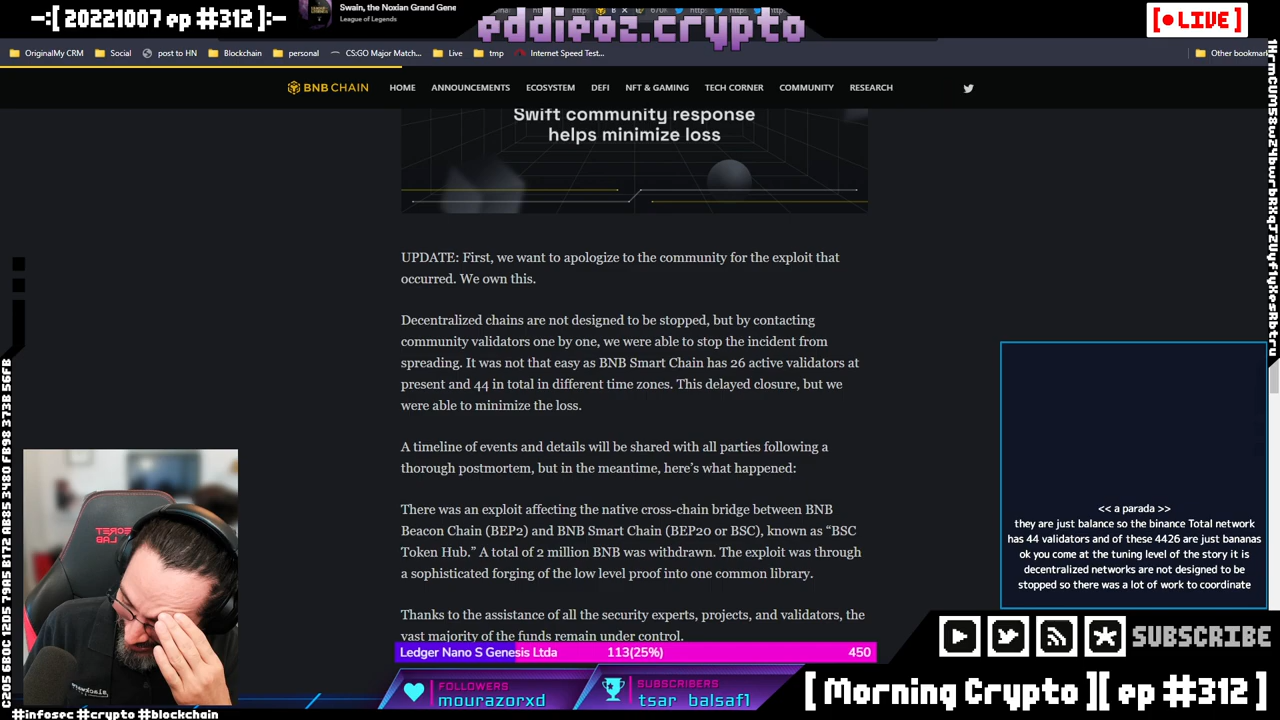 -:[ 20221007 ep #312 ]:-
Swain, the Noxian Grand Gene
League of Legends
eddieoz.crypto
[ ● LIVE ]
OriginalMy CRM
Social
post to HN
Blockchain
personal
CS:GO Major Match...
Live
tmp
Internet Speed Test...
Other bookmar
BNB CHAIN
HOME
ANNOUNCEMENTS
ECOSYSTEM
DEFI
NFT & GAMING
TECH CORNER
COMMUNITY
RESEARCH
Swift community response
helps minimize loss
UPDATE: First, we want to apologize to the community for the exploit that
occurred. We own this.
Decentralized chains are not designed to be stopped, but by contacting
community validators one by one, we were able to stop the incident from
spreading. It was not that easy as BNB Smart Chain has 26 active validators at
present and 44 in total in different time zones. This delayed closure, but we
were able to minimize the loss.
A timeline of events and details will be shared with all parties following a
thorough postmortem, but in the meantime, here’s what happened:
There was an exploit affecting the native cross-chain bridge between BNB
Beacon Chain (BEP2) and BNB Smart Chain (BEP20 or BSC), known as “BSC
Token Hub.” A total of 2 million BNB was withdrawn. The exploit was through
a sophisticated forging of the low level proof into one common library.
Thanks to the assistance of all the security experts, projects, and validators, the
vast majority of the funds remain under control.
<< a parada >>
they are just balance so the binance Total network
has 44 validators and of these 4426 are just bananas
ok you come at the tuning level of the story it is
decentralized networks are not designed to be
stopped so there was a lot of work to coordinate
Ledger Nano S Genesis Ltda
113(25%)
450
FOLLOWERS
mourazorxd
SUBSCRIBERS
tsar_balsaf1
SUBSCRIBE
[ Morning Crypto ][ ep #312 ]
#infosec #crypto #blockchain